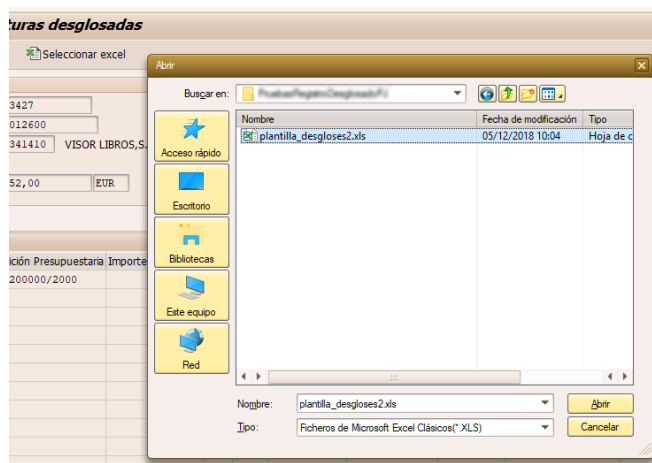 turas desglosadas
Seleccionar excel
3427
012600
341410 VISOR LIBROS,S.
52,00 EUR
ición Presupuestaria Importe
200000/2000
Abrir
Buscar en:
Nombre Fecha de modificación Tipo
plantilla_desgloses2.xls 05/12/2018 10:04 Hoja de c
Acceso rápido
Escritorio
Bibliotecas
Este equipo
Red
Nombre: plantilla_desgloses2.xls Abrir
Tipo: Ficheros de Microsoft Excel Clásicos(*.XLS) Cancelar